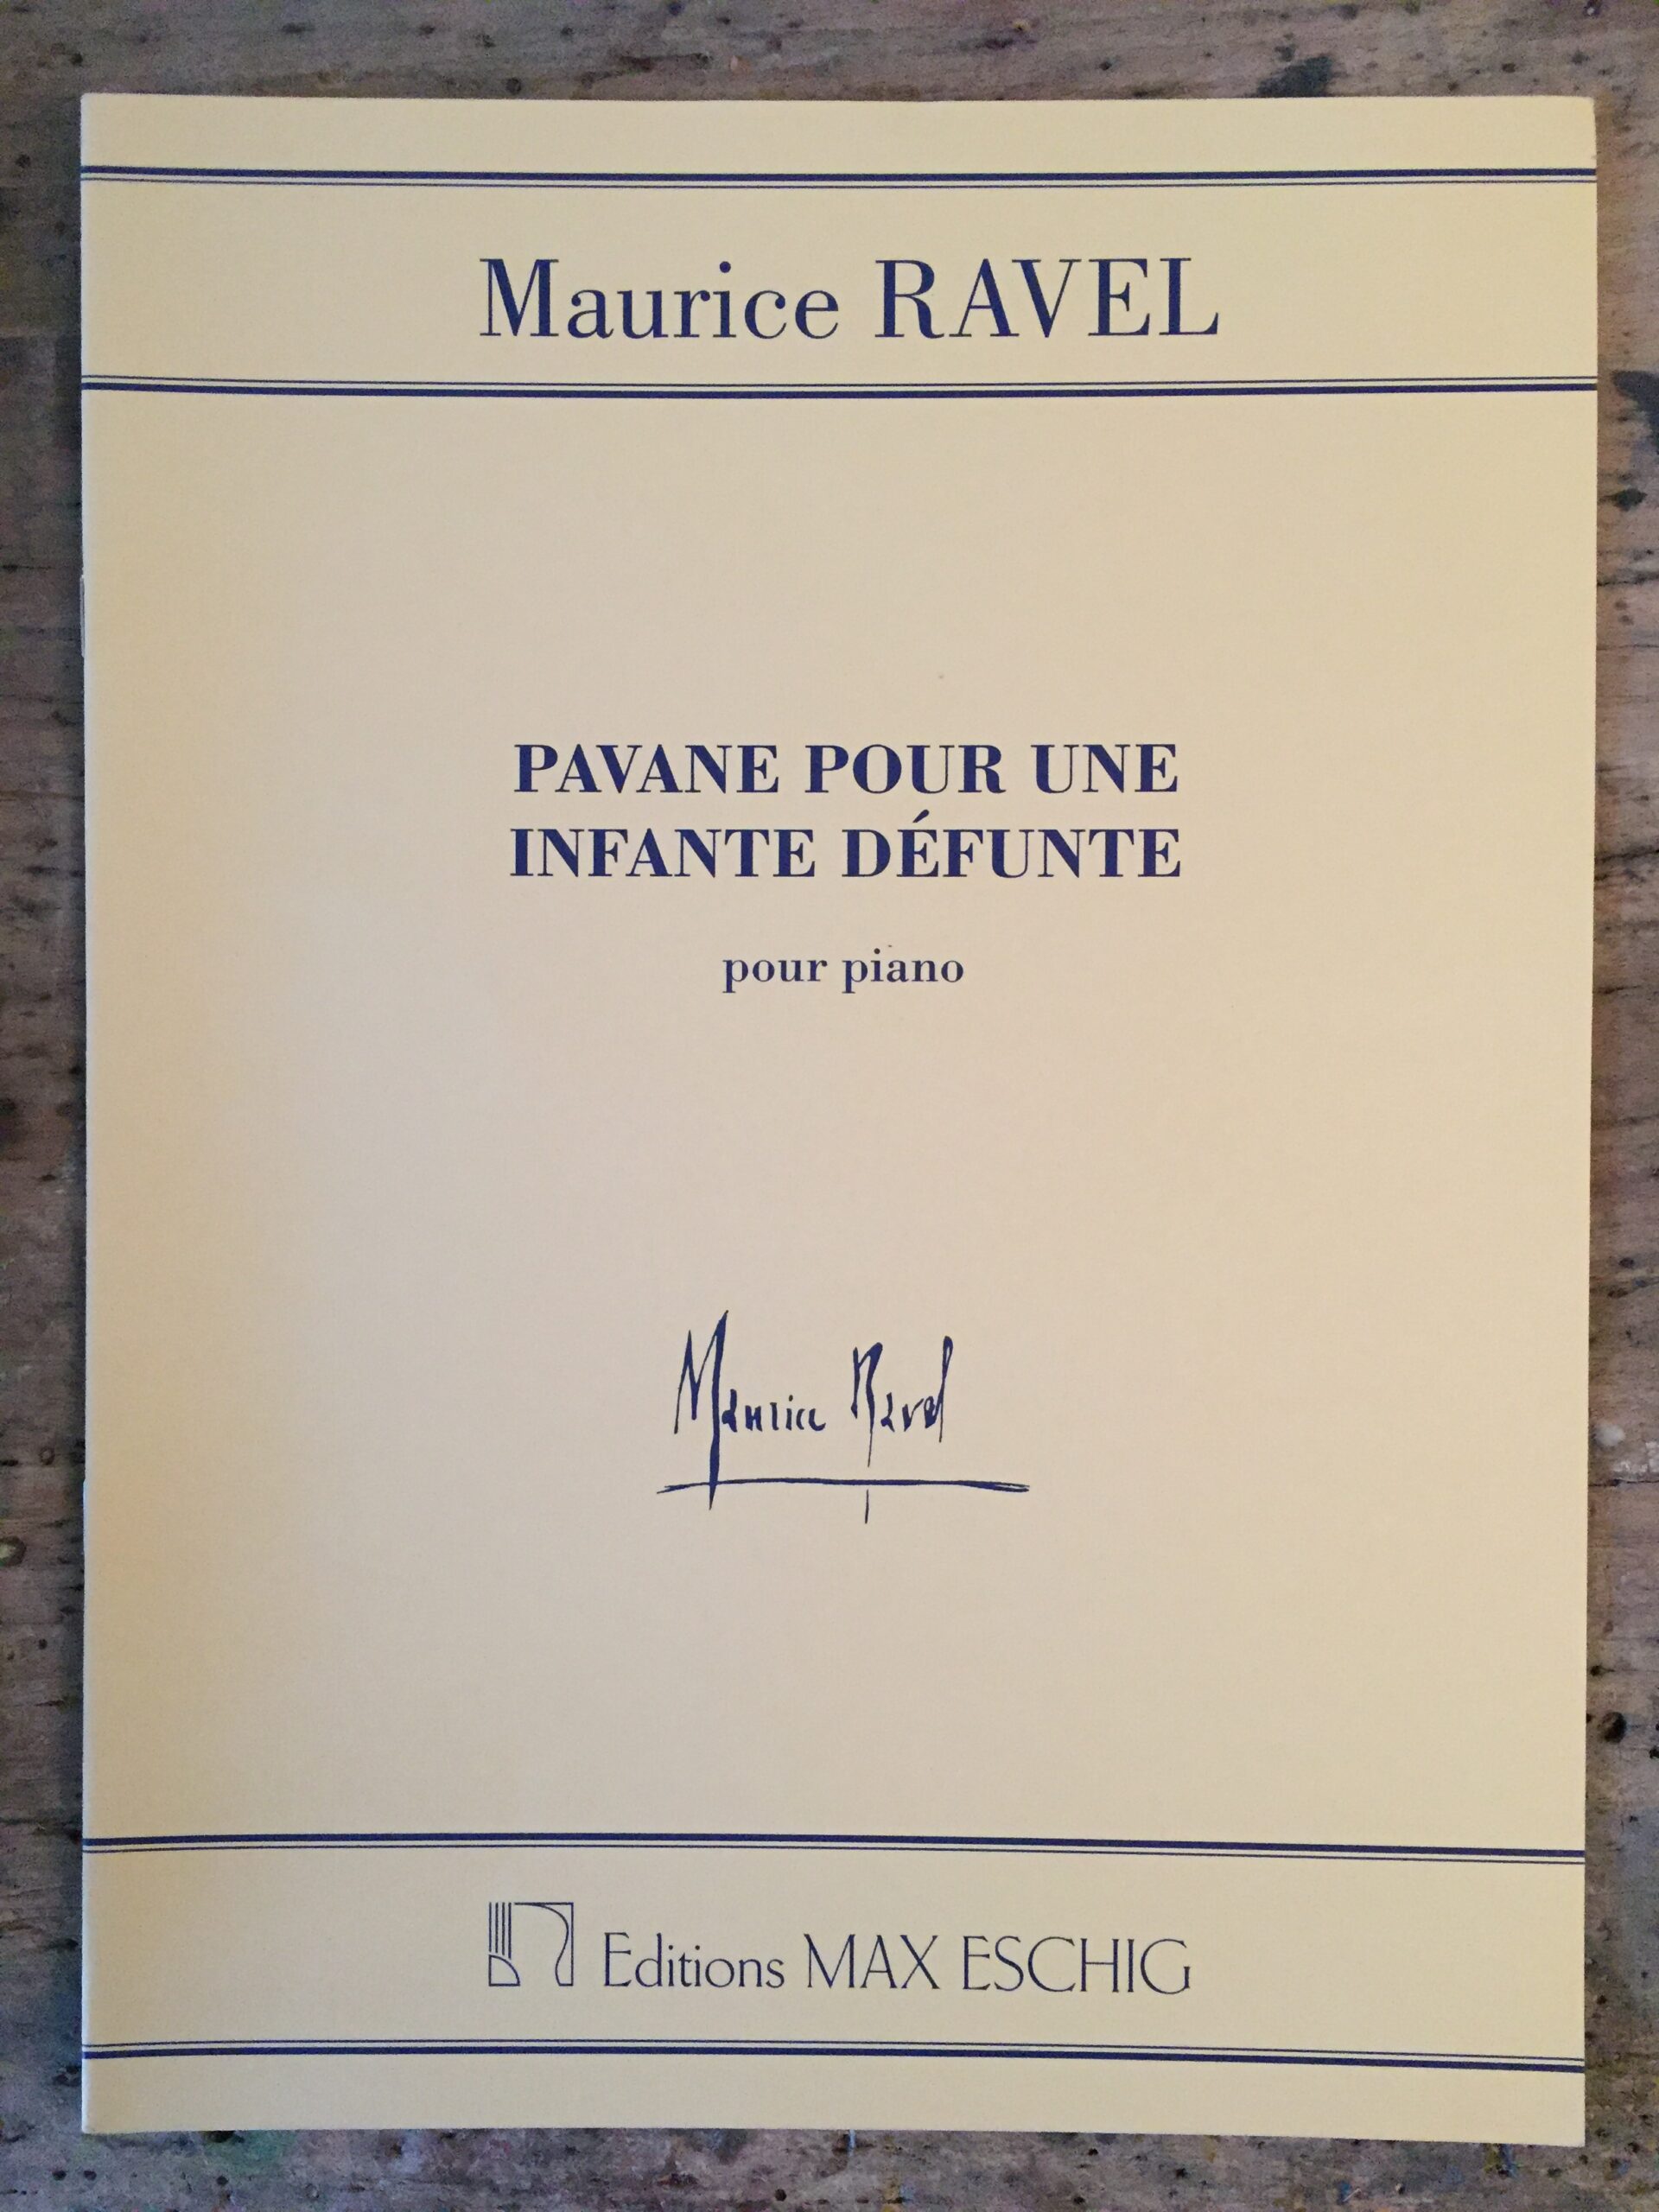 Maurice RAVEL
PAVANE POUR UNE
INFANTE DÉFUNTE
pour piano
Maurice Ravel
Editions MAX ESCHIG